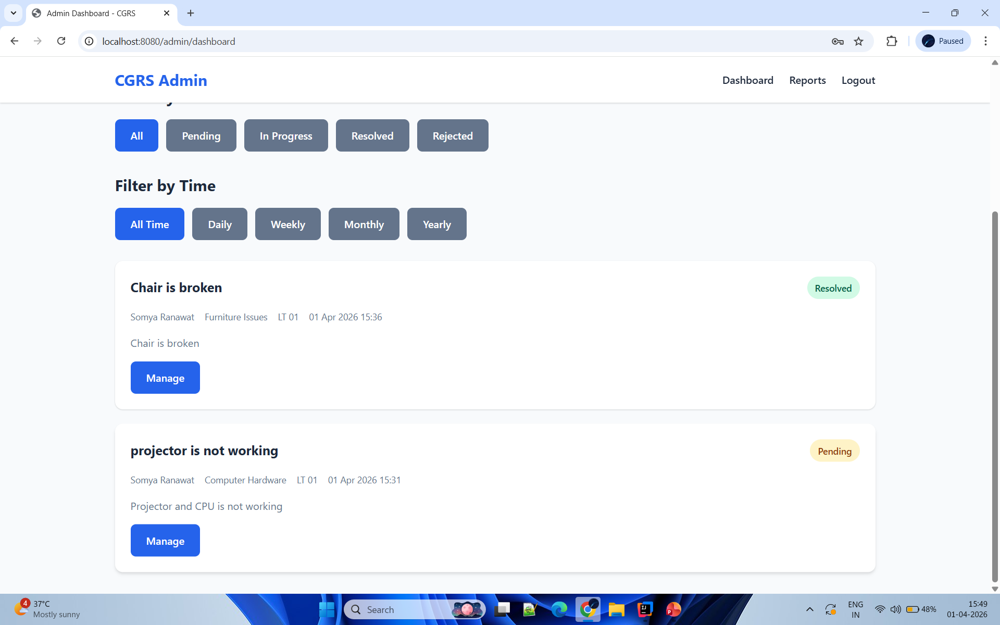 Admin Dashboard - CGRS
localhost:8080/admin/dashboard
Paused
CGRS Admin
Dashboard Reports Logout
All Pending In Progress Resolved Rejected
Filter by Time
All Time Daily Weekly Monthly Yearly
Chair is broken
Resolved
Somya Ranawat Furniture Issues LT 01 01 Apr 2026 15:36
Chair is broken
Manage
projector is not working
Pending
Somya Ranawat Computer Hardware LT 01 01 Apr 2026 15:31
Projector and CPU is not working
Manage
4
37°C
Mostly sunny
Search
IJ
P
ENG
IN
48%
15:49
01-04-2026